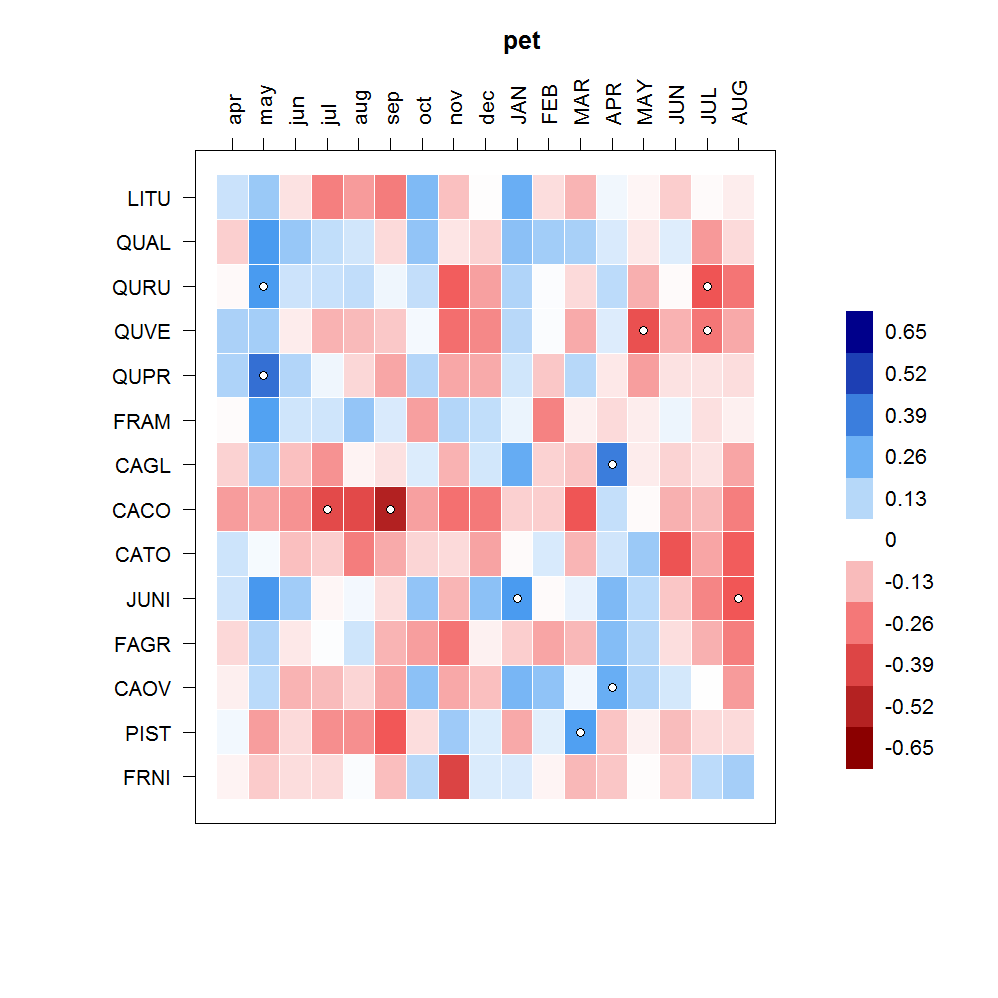 pet
apr may jun jul aug sep oct nov dec JAN FEB MAR APR MAY JUN JUL AUG
LITU
QUAL
QURU
QUVE
QUPR
FRAM
CAGL
CACO
CATO
JUNI
FAGR
CAOV
PIST
FRNI
0.65
0.52
0.39
0.26
0.13
0
-0.13
-0.26
-0.39
-0.52
-0.65